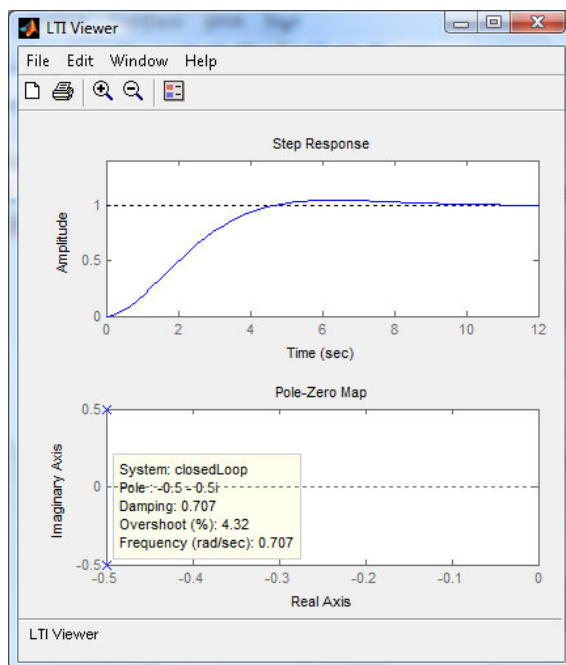 LTI Viewer
File Edit Window Help
Step Response
Amplitude
1
0.5
0
0 2 4 6 8 10 12
Time (sec)
Pole-Zero Map
Imaginary Axis
0.5
0
-0.5
System: closedLoop
Pole : -0.5 - 0.5i
Damping: 0.707
Overshoot (%): 4.32
Frequency (rad/sec): 0.707
-0.5 -0.4 -0.3 -0.2 -0.1 0
Real Axis
LTI Viewer